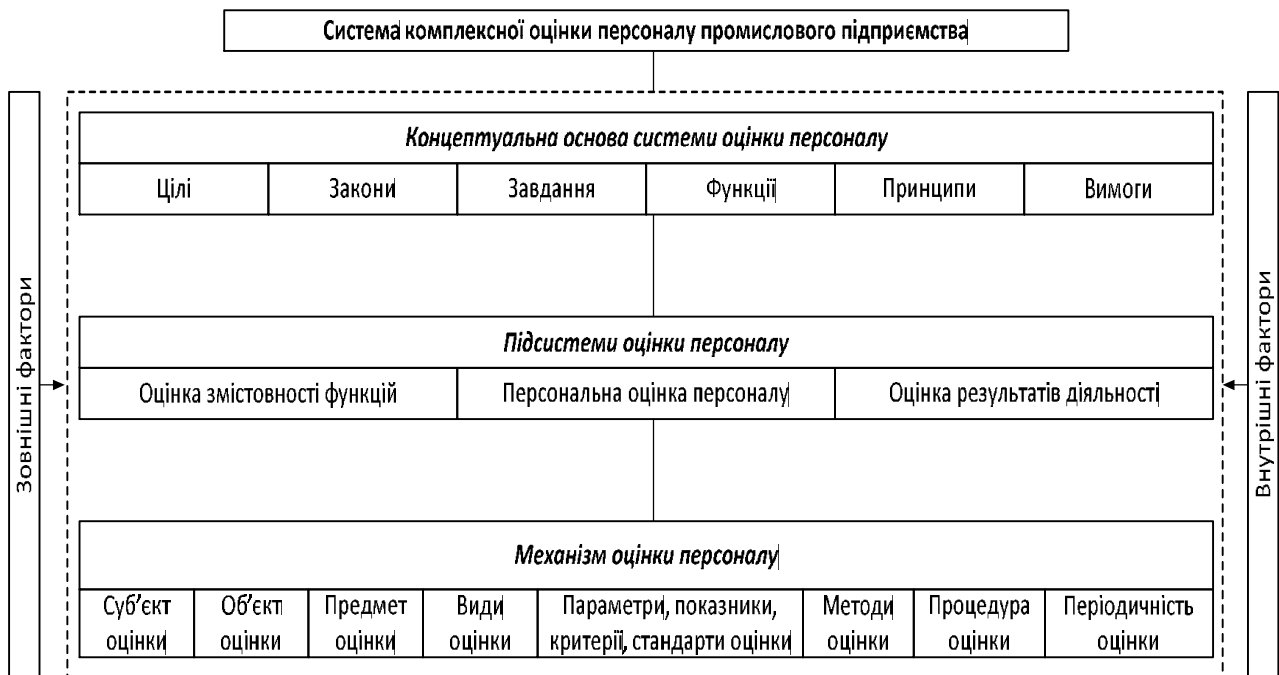 Система комплексної оцінки персоналу промислового підприємства
Зовнішні фактори
Концептуальна основа системи оцінки персоналу
Цілі
Закони
Завдання
Функції
Принципи
Вимоги
Підсистеми оцінки персоналу
Оцінка змістовності функцій
Персональна оцінка персоналу
Оцінка результатів діяльності
Механізм оцінки персоналу
Суб’єкт
оцінки
Об’єкт
оцінки
Предмет
оцінки
Види
оцінки
Параметри, показники,
критерії, стандарти оцінки
Методи
оцінки
Процедура
оцінки
Періодичність
оцінки
Внутрішні фактори